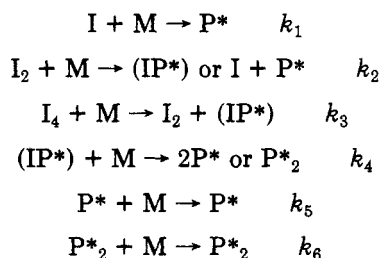 I + M → P* k₁
I₂ + M → (IP*) or I + P* k₂
I₄ + M → I₂ + (IP*) k₃
(IP*) + M → 2P* or P*₂ k₄
P* + M → P* k₅
P*₂ + M → P*₂ k₆